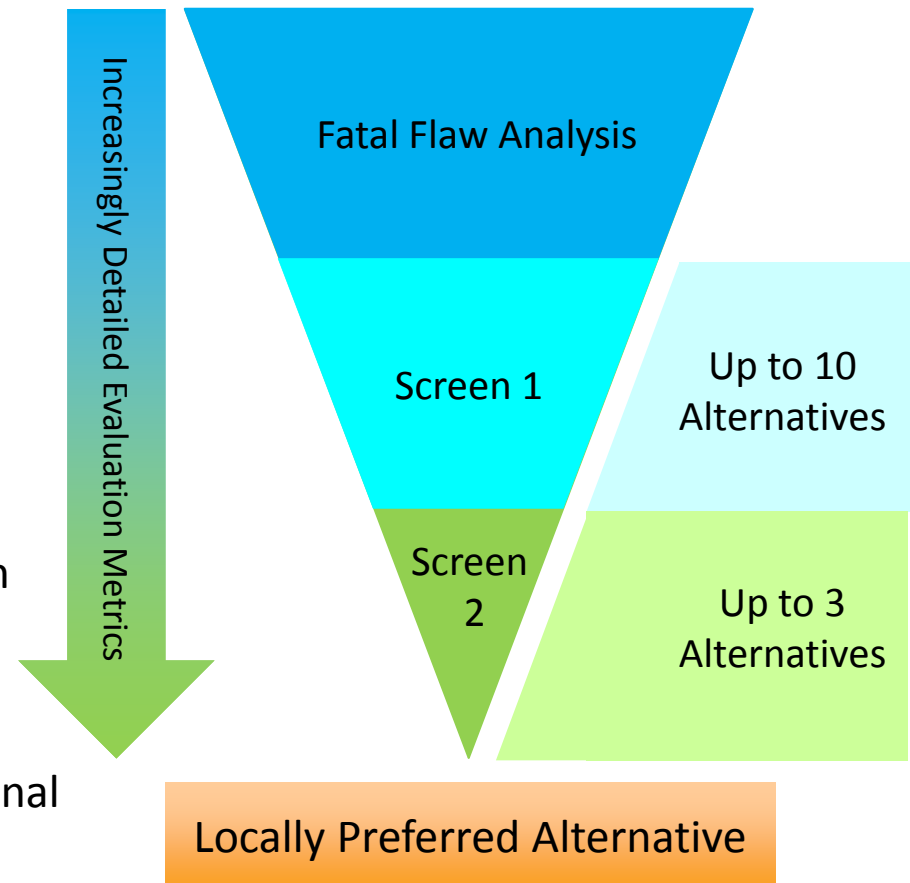 Increasingly Detailed Evaluation Metrics
Fatal Flaw Analysis
Screen 1
Up to 10
Alternatives
Screen
2
Up to 3
Alternatives
nal
Locally Preferred Alternative